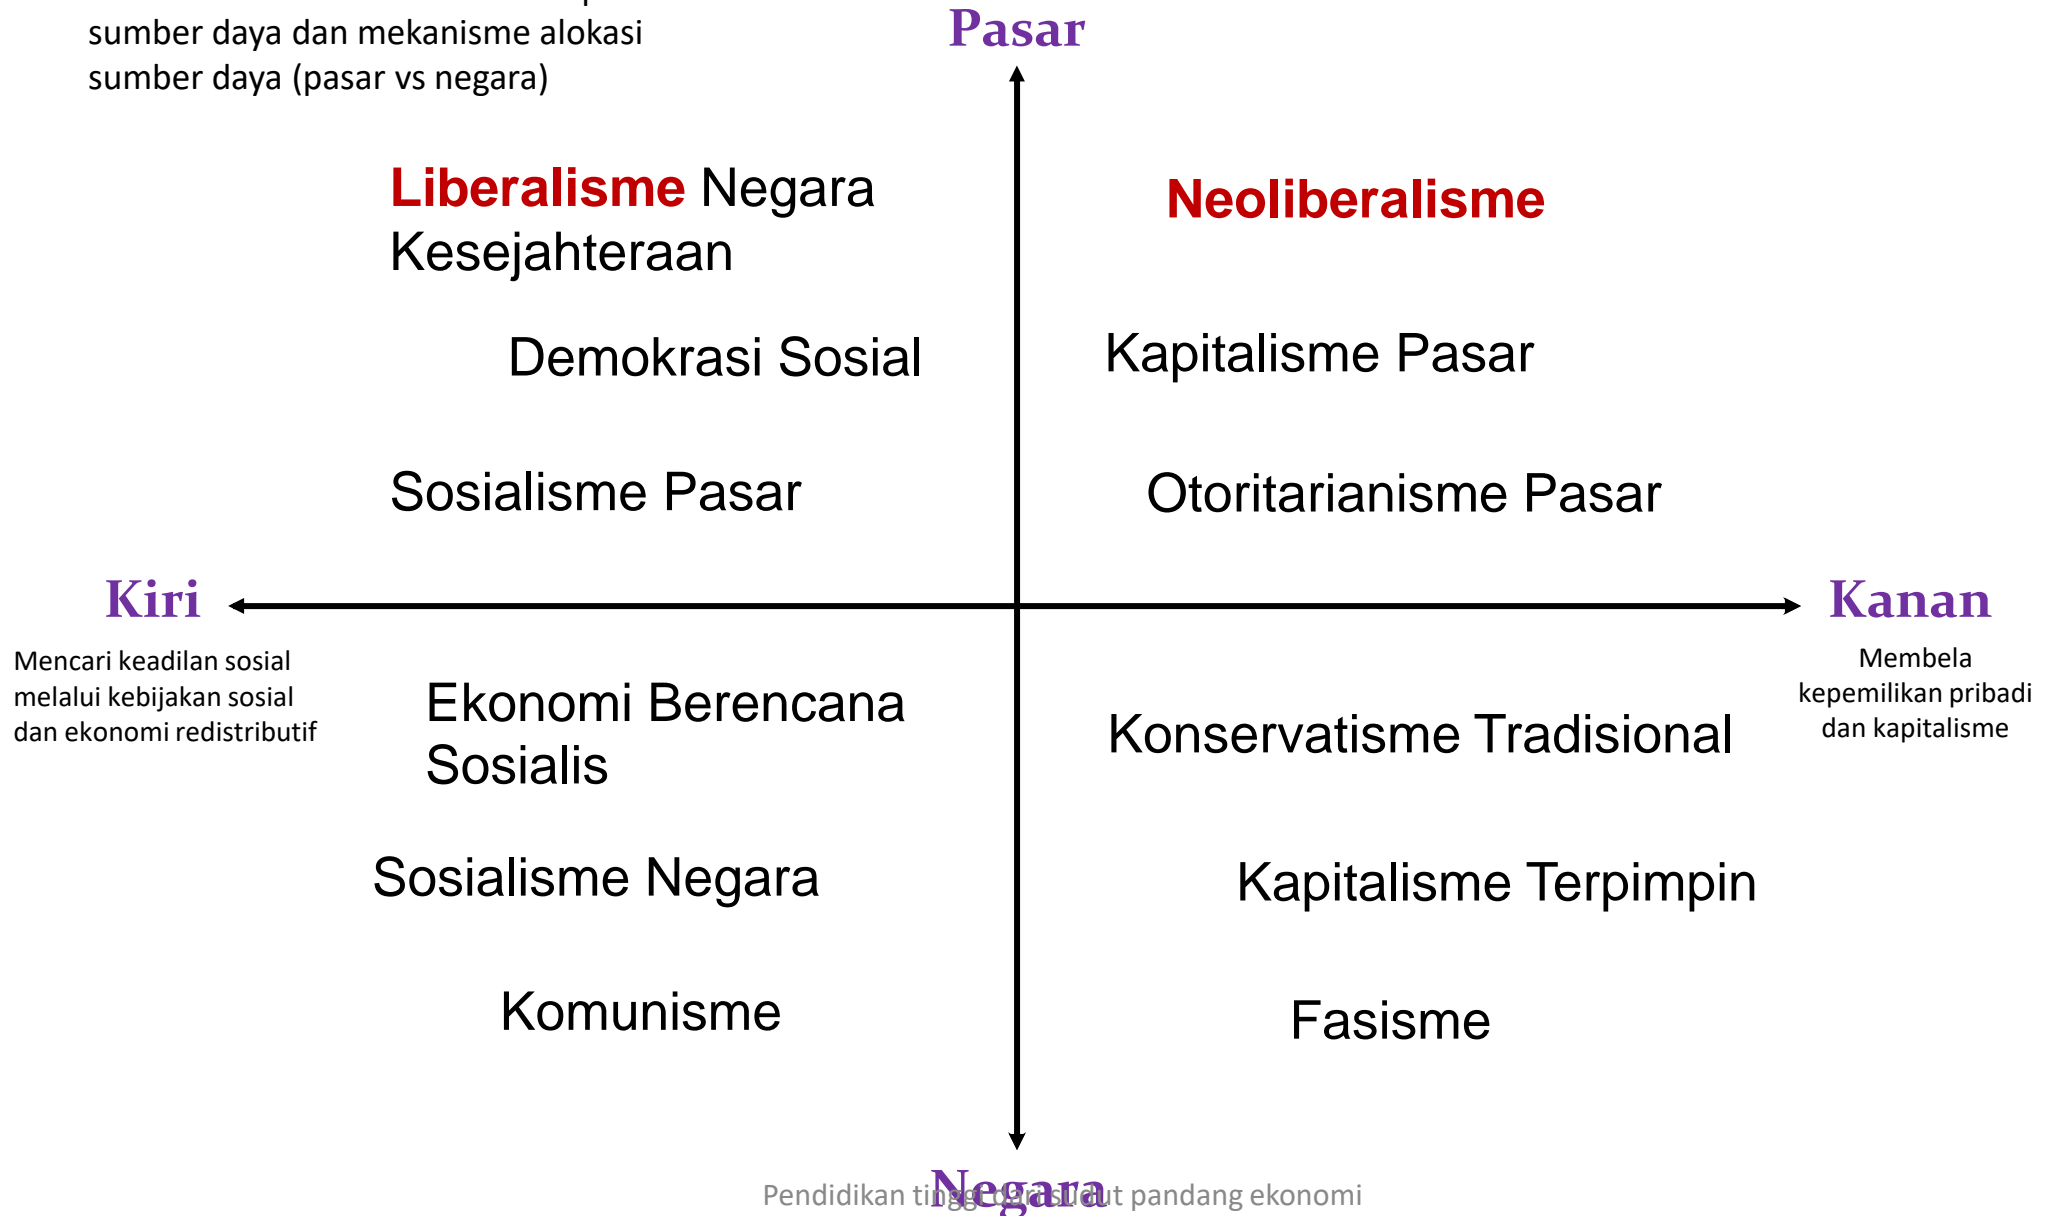 sumber daya dan mekanisme alokasi
sumber daya (pasar vs negara)
Pasar
Liberalisme Negara
Kesejahteraan
Neoliberalisme
Demokrasi Sosial
Kapitalisme Pasar
Sosialisme Pasar
Otoritarianisme Pasar
Kiri
Kanan
Mencari keadilan sosial
melalui kebijakan sosial
dan ekonomi redistributif
Membela
kepemilikan pribadi
dan kapitalisme
Ekonomi Berencana
Sosialis
Konservatisme Tradisional
Sosialisme Negara
Kapitalisme Terpimpin
Komunisme
Fasisme
Negara
Pendidikan tinggi dari sudut pandang ekonomi